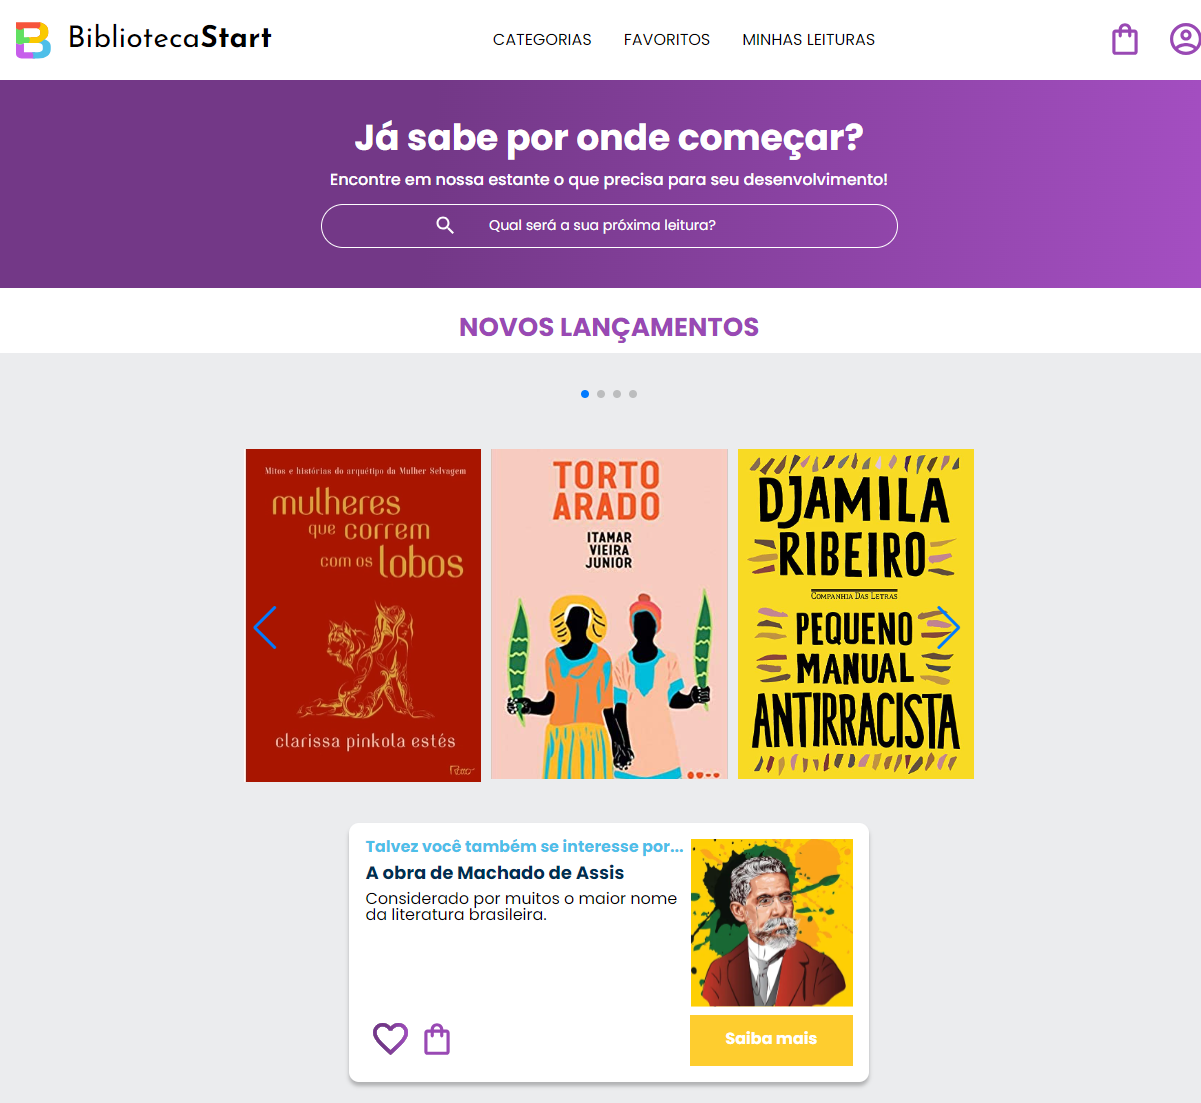 BibliotecaStart
CATEGORIAS
FAVORITOS
MINHAS LEITURAS
Já sabe por onde começar?
Encontre em nossa estante o que precisa para seu desenvolvimento!
Qual será a sua próxima leitura?
NOVOS LANÇAMENTOS
Mitos e histórias do arquétipo da Mulher Selvagem
mulheres
que correm
com os lobos
clarissa pinkola estés
Rocco
TORTO
ARADO
ITAMAR
VIEIRA
JUNIOR
DJAMILA
RIBEIRO
COMPANHIA DAS LETRAS
PEQUENO
MANUAL
ANTIRRACISTA
Talvez você também se interesse por...
A obra de Machado de Assis
Considerado por muitos o maior nome
da literatura brasileira.
Saiba mais